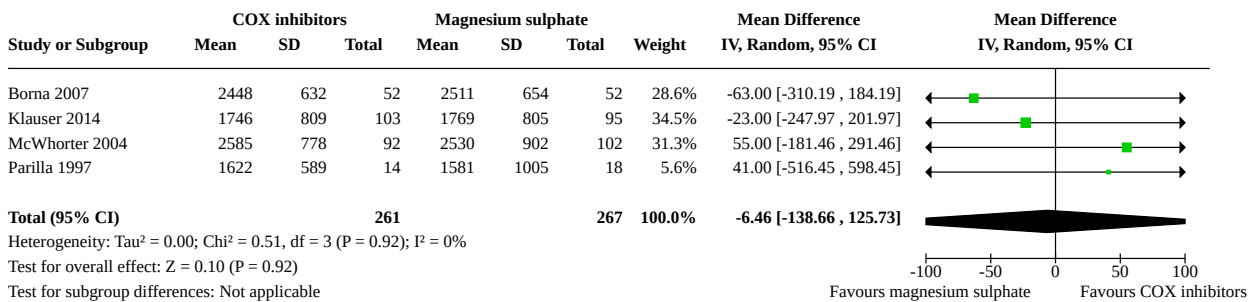 COX inhibitors Magnesium sulphate Mean Difference Mean Difference
Study or Subgroup Mean SD Total Mean SD Total Weight IV, Random, 95% CI IV, Random, 95% CI
Borna 2007 2448 632 52 2511 654 52 28.6% -63.00 [-310.19 , 184.19]
Klauser 2014 1746 809 103 1769 805 95 34.5% -23.00 [-247.97 , 201.97]
McWhorter 2004 2585 778 92 2530 902 102 31.3% 55.00 [-181.46 , 291.46]
Parilla 1997 1622 589 14 1581 1005 18 5.6% 41.00 [-516.45 , 598.45]
Total (95% CI) 261 267 100.0% -6.46 [-138.66 , 125.73]
Heterogeneity: Tau² = 0.00; Chi² = 0.51, df = 3 (P = 0.92); I² = 0%
Test for overall effect: Z = 0.10 (P = 0.92)
-100 -50 0 50 100
Test for subgroup differences: Not applicable
Favours magnesium sulphate Favours COX inhibitors